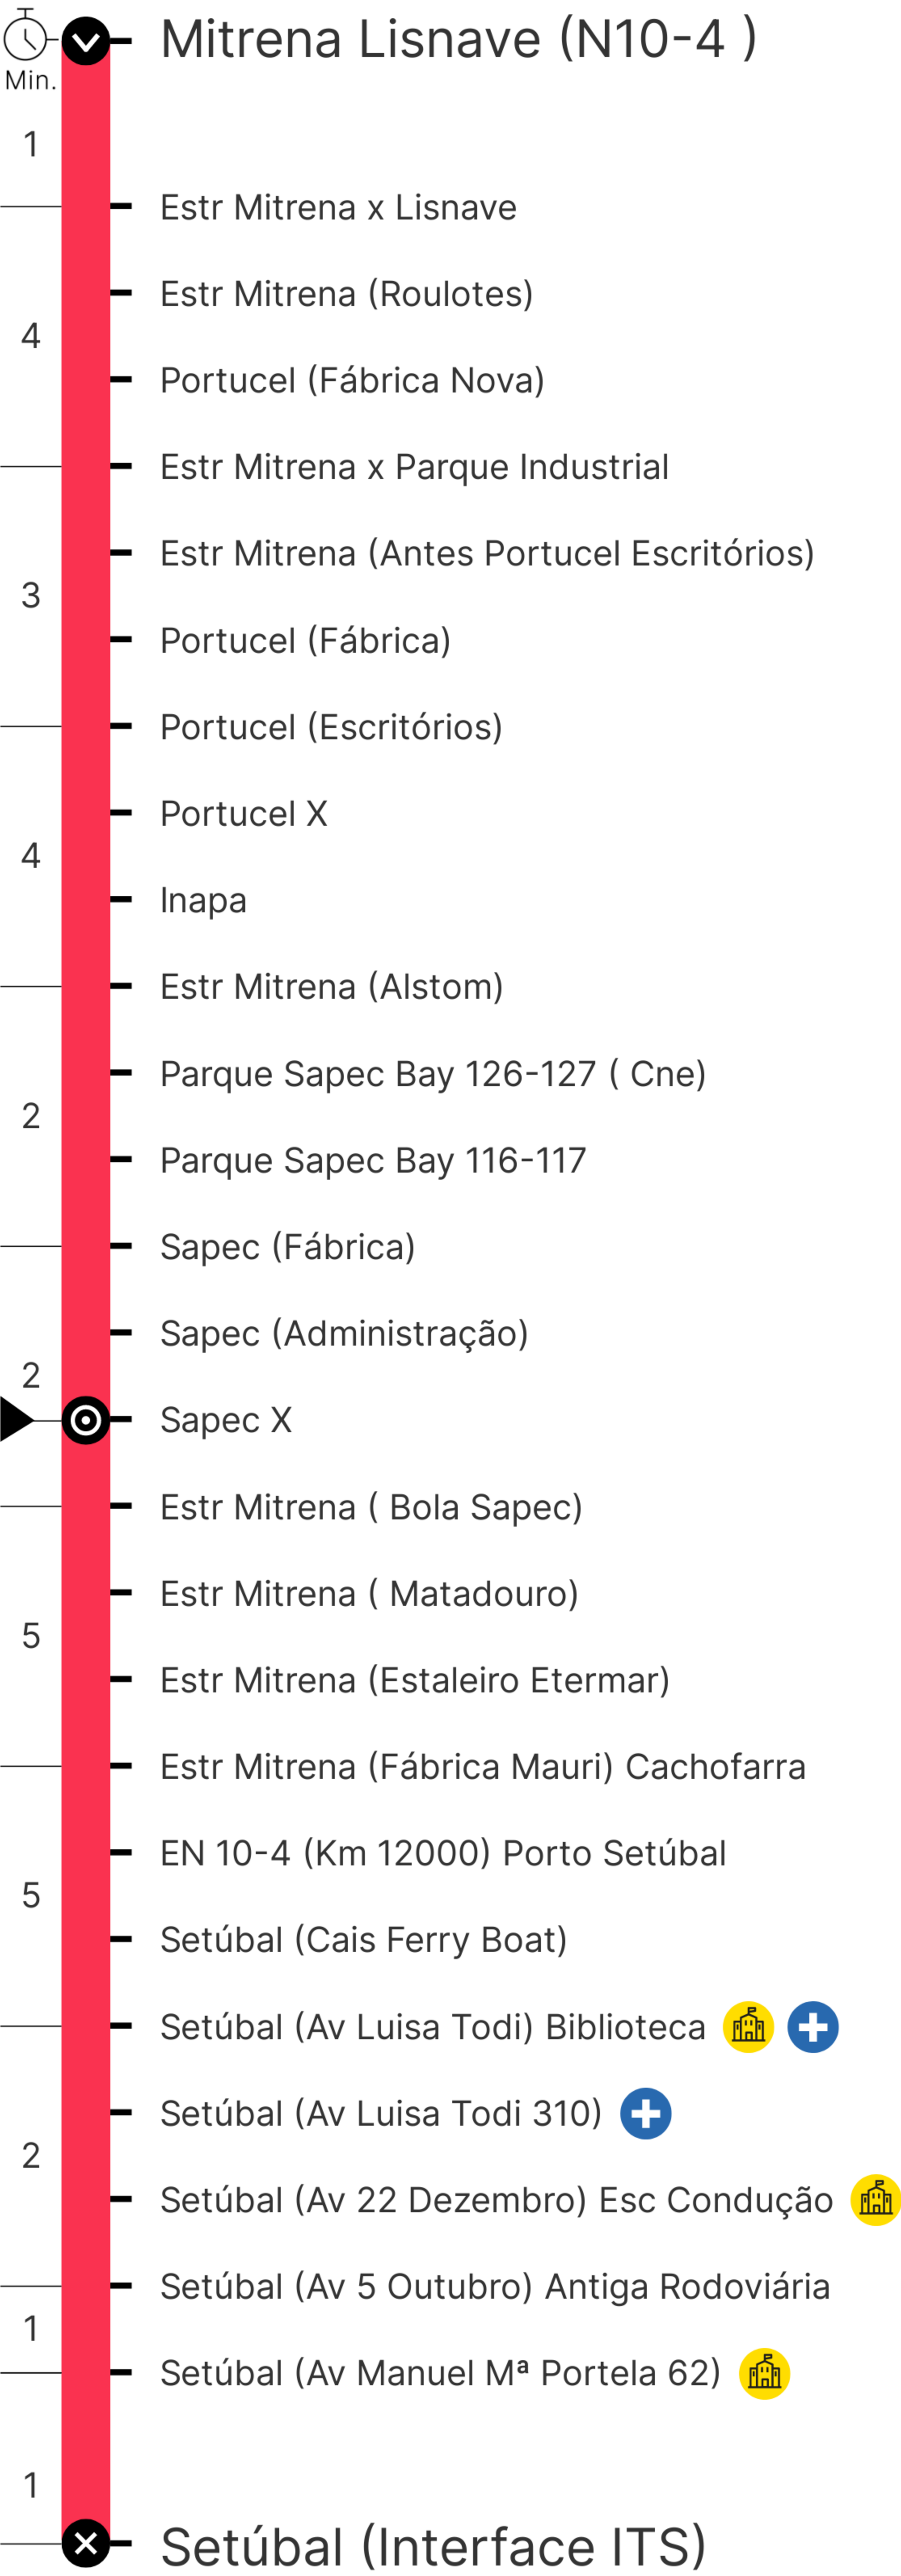 Mitrena Lisnave (N10-4 )
Min.
1
Estr Mitrena x Lisnave
Estr Mitrena (Roulotes)
4
Portucel (Fábrica Nova)
Estr Mitrena x Parque Industrial
Estr Mitrena (Antes Portucel Escritórios)
3
Portucel (Fábrica)
Portucel (Escritórios)
Portucel X
4
Inapa
Estr Mitrena (Alstom)
Parque Sapec Bay 126-127 ( Cne)
2
Parque Sapec Bay 116-117
Sapec (Fábrica)
Sapec (Administração)
2
Sapec X
Estr Mitrena ( Bola Sapec)
Estr Mitrena ( Matadouro)
5
Estr Mitrena (Estaleiro Etermar)
Estr Mitrena (Fábrica Mauri) Cachofarra
EN 10-4 (Km 12000) Porto Setúbal
5
Setúbal (Cais Ferry Boat)
Setúbal (Av Luisa Todi) Biblioteca
Setúbal (Av Luisa Todi 310)
2
Setúbal (Av 22 Dezembro) Esc Condução
Setúbal (Av 5 Outubro) Antiga Rodoviária
1
Setúbal (Av Manuel Mª Portela 62)
1
Setúbal (Interface ITS)